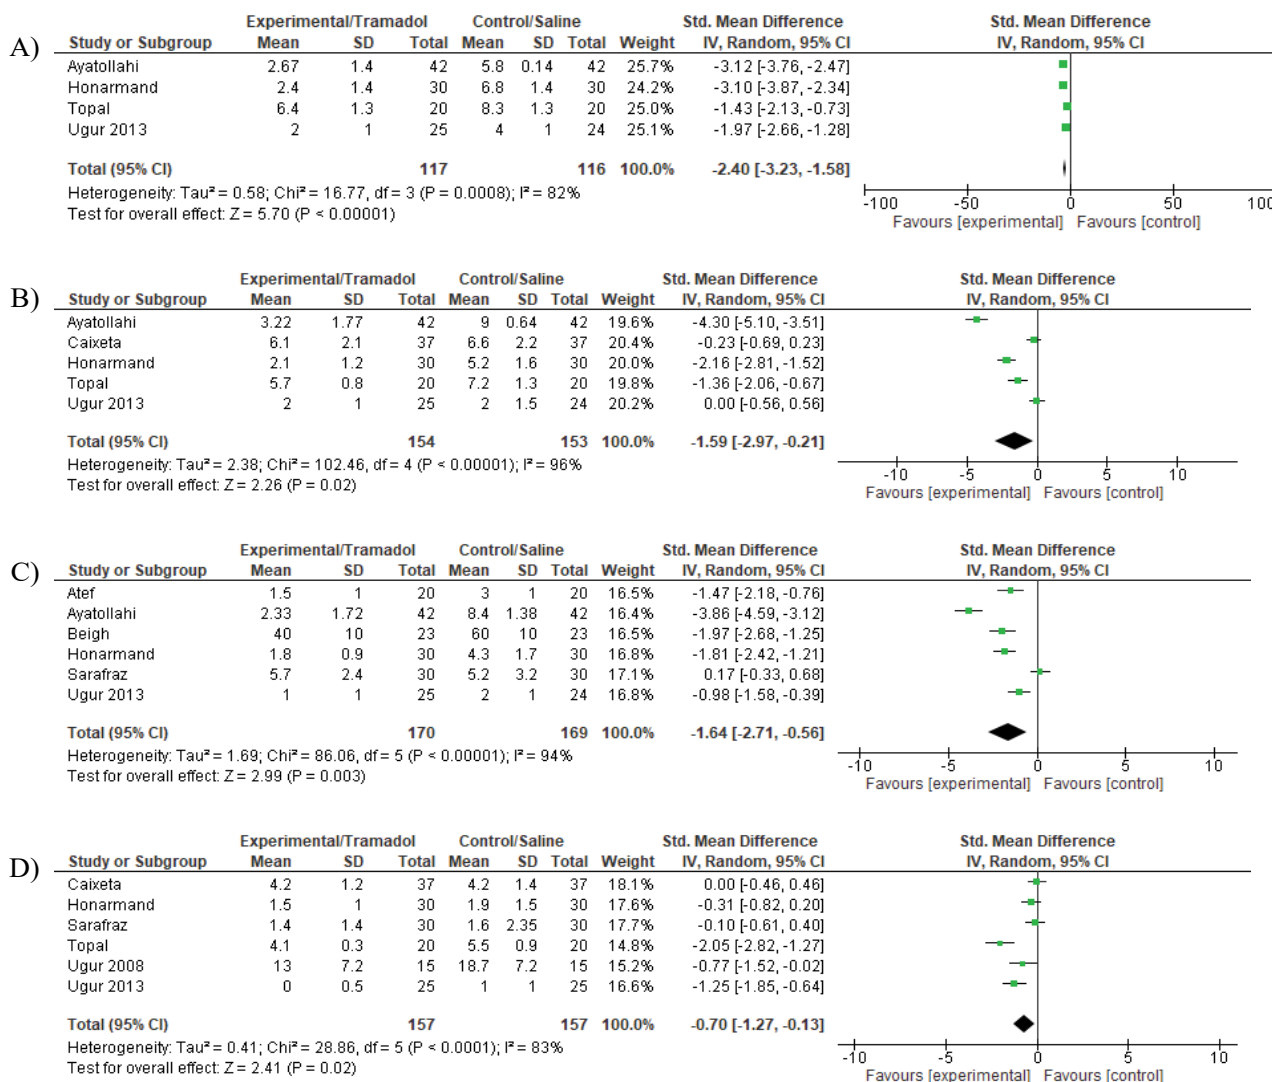 A)
Experimental/Tramadol Control/Saline Std. Mean Difference Std. Mean Difference
Study or Subgroup Mean SD Total Mean SD Total Weight IV, Random, 95% CI IV, Random, 95% CI
Ayatollahi 2.67 1.4 42 5.8 0.14 42 25.7% -3.12 [-3.76, -2.47]
Honarmand 2.4 1.4 30 6.8 1.4 30 24.2% -3.10 [-3.87, -2.34]
Topal 6.4 1.3 20 8.3 1.3 20 25.0% -1.43 [-2.13, -0.73]
Ugur 2013 2 1 25 4 1 24 25.1% -1.97 [-2.66, -1.28]
Total (95% CI) 117 116 100.0% -2.40 [-3.23, -1.58]
Heterogeneity: Tau² = 0.58; Chi² = 16.77, df = 3 (P = 0.0008); I² = 82%
Test for overall effect: Z = 5.70 (P < 0.00001)
-100 -50 0 50 100
Favours [experimental] Favours [control]
B)
Experimental/Tramadol Control/Saline Std. Mean Difference Std. Mean Difference
Study or Subgroup Mean SD Total Mean SD Total Weight IV, Random, 95% CI IV, Random, 95% CI
Ayatollahi 3.22 1.77 42 9 0.64 42 19.6% -4.30 [-5.10, -3.51]
Caixeta 6.1 2.1 37 6.6 2.2 37 20.4% -0.23 [-0.69, 0.23]
Honarmand 2.1 1.2 30 5.2 1.6 30 20.0% -2.16 [-2.81, -1.52]
Topal 5.7 0.8 20 7.2 1.3 20 19.8% -1.36 [-2.06, -0.67]
Ugur 2013 2 1 25 2 1.5 24 20.2% 0.00 [-0.56, 0.56]
Total (95% CI) 154 153 100.0% -1.59 [-2.97, -0.21]
Heterogeneity: Tau² = 2.38; Chi² = 102.46, df = 4 (P < 0.00001); I² = 96%
Test for overall effect: Z = 2.26 (P = 0.02)
-10 -5 0 5 10
Favours [experimental] Favours [control]
C)
Experimental/Tramadol Control/Saline Std. Mean Difference Std. Mean Difference
Study or Subgroup Mean SD Total Mean SD Total Weight IV, Random, 95% CI IV, Random, 95% CI
Atef 1.5 1 20 3 1 20 16.5% -1.47 [-2.18, -0.76]
Ayatollahi 2.33 1.72 42 8.4 1.38 42 16.4% -3.86 [-4.59, -3.12]
Beigh 40 10 23 60 10 23 16.5% -1.97 [-2.68, -1.25]
Honarmand 1.8 0.9 30 4.3 1.7 30 16.8% -1.81 [-2.42, -1.21]
Sarafraz 5.7 2.4 30 5.2 3.2 30 17.1% 0.17 [-0.33, 0.68]
Ugur 2013 1 1 25 2 1 24 16.8% -0.98 [-1.58, -0.39]
Total (95% CI) 170 169 100.0% -1.64 [-2.71, -0.56]
Heterogeneity: Tau² = 1.69; Chi² = 86.06, df = 5 (P < 0.00001); I² = 94%
Test for overall effect: Z = 2.99 (P = 0.003)
-10 -5 0 5 10
Favours [experimental] Favours [control]
D)
Experimental/Tramadol Control/Saline Std. Mean Difference Std. Mean Difference
Study or Subgroup Mean SD Total Mean SD Total Weight IV, Random, 95% CI IV, Random, 95% CI
Caixeta 4.2 1.2 37 4.2 1.4 37 18.1% 0.00 [-0.46, 0.46]
Honarmand 1.5 1 30 1.9 1.5 30 17.6% -0.31 [-0.82, 0.20]
Sarafraz 1.4 1.4 30 1.6 2.35 30 17.7% -0.10 [-0.61, 0.40]
Topal 4.1 0.3 20 5.5 0.9 20 14.8% -2.05 [-2.82, -1.27]
Ugur 2008 13 7.2 15 18.7 7.2 15 15.2% -0.77 [-1.52, -0.02]
Ugur 2013 0 0.5 25 1 1 25 16.6% -1.25 [-1.85, -0.64]
Total (95% CI) 157 157 100.0% -0.70 [-1.27, -0.13]
Heterogeneity: Tau² = 0.41; Chi² = 28.86, df = 5 (P < 0.0001); I² = 83%
Test for overall effect: Z = 2.41 (P = 0.02)
-10 -5 0 5 10
Favours [experimental] Favours [control]